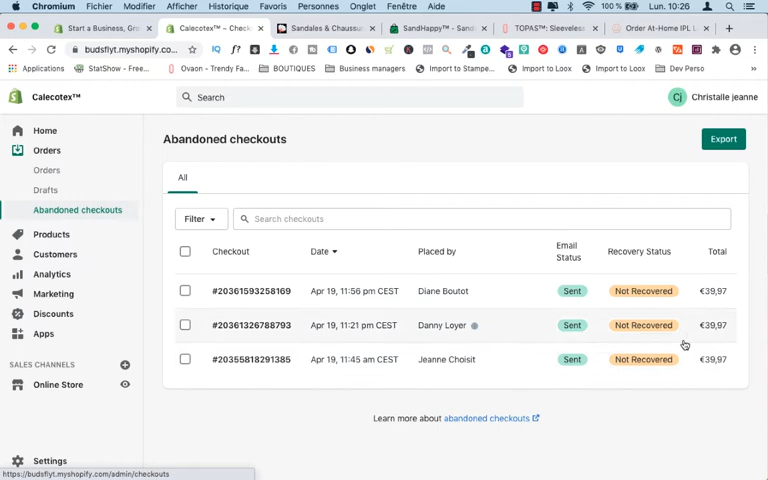 Chromium Fichier Modifier Afficher Historique Favoris Personnes Onglet Fenêtre Aide 100 % Lun. 10:26
Start a Business, Gro Calecotex™ ~ Check Sandales & Chaussur SandHappy™ - Sand TOPAS™: Sleeveless Order At-Home IPL L
budsflyt.myshopify.com...
Applications StatShow - Fre... Ovaon - Trendy Fa... BOUTIQUES Business managers Import to Stampe... Import to Loox Import to Loox Dev Perso
Calecotex™ Search Cj Christalle jeanne
Home
Orders
Orders
Drafts
Abandoned checkouts
Products
Customers
Analytics
Marketing
Discounts
Apps
SALES CHANNELS
Online Store
Settings
https://budsflyt.myshopify.com/admin/checkouts
Abandoned checkouts Export
All
Filter Search checkouts
Checkout Date Placed by Email Status Recovery Status Total
#20361593258169 Apr 19, 11:56 pm CEST Diane Boutot Sent Not Recovered €39,97
#20361326788793 Apr 19, 11:21 pm CEST Danny Loyer Sent Not Recovered €39,97
#20355818291385 Apr 19, 11:45 am CEST Jeanne Choisit Sent Not Recovered €39,97
Learn more about abandoned checkouts